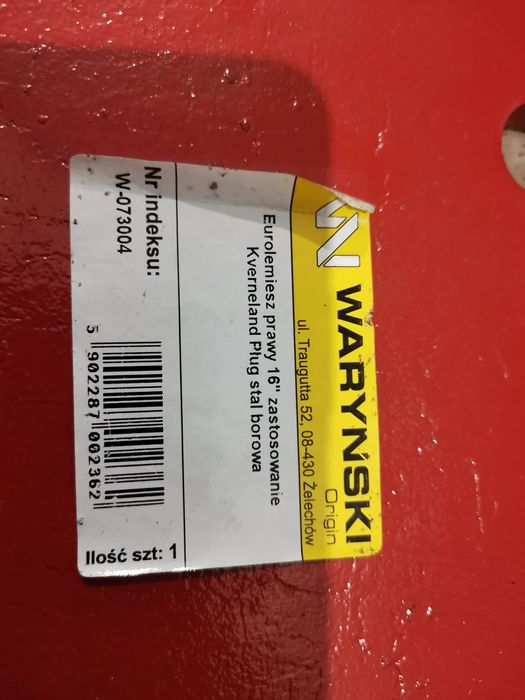 WARYŃSKI
Origin
ul. Traugutta 52, 08-430 Żelechów
Eurolemiesz prawy 16" zastosowanie
Kverneland Pług stal borowa
Nr indeksu:
W-073004
5 902287 002362
Ilość szt: 1